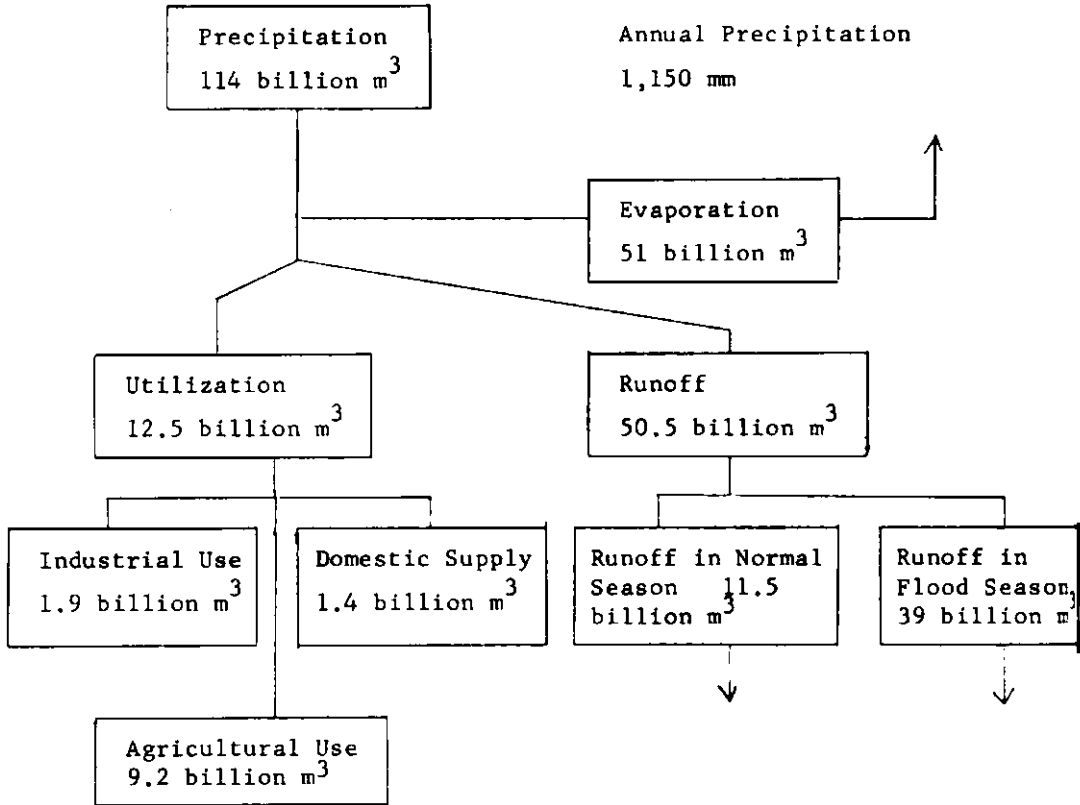 Precipitation
114 billion m³
Annual Precipitation
1,150 mm
Evaporation
51 billion m³
Utilization
12.5 billion m³
Runoff
50.5 billion m³
Industrial Use
1.9 billion m³
Domestic Supply
1.4 billion m³
Runoff in Normal
Season 11.5
billion m³
Runoff in
Flood Season
39 billion m³
Agricultural Use
9.2 billion m³